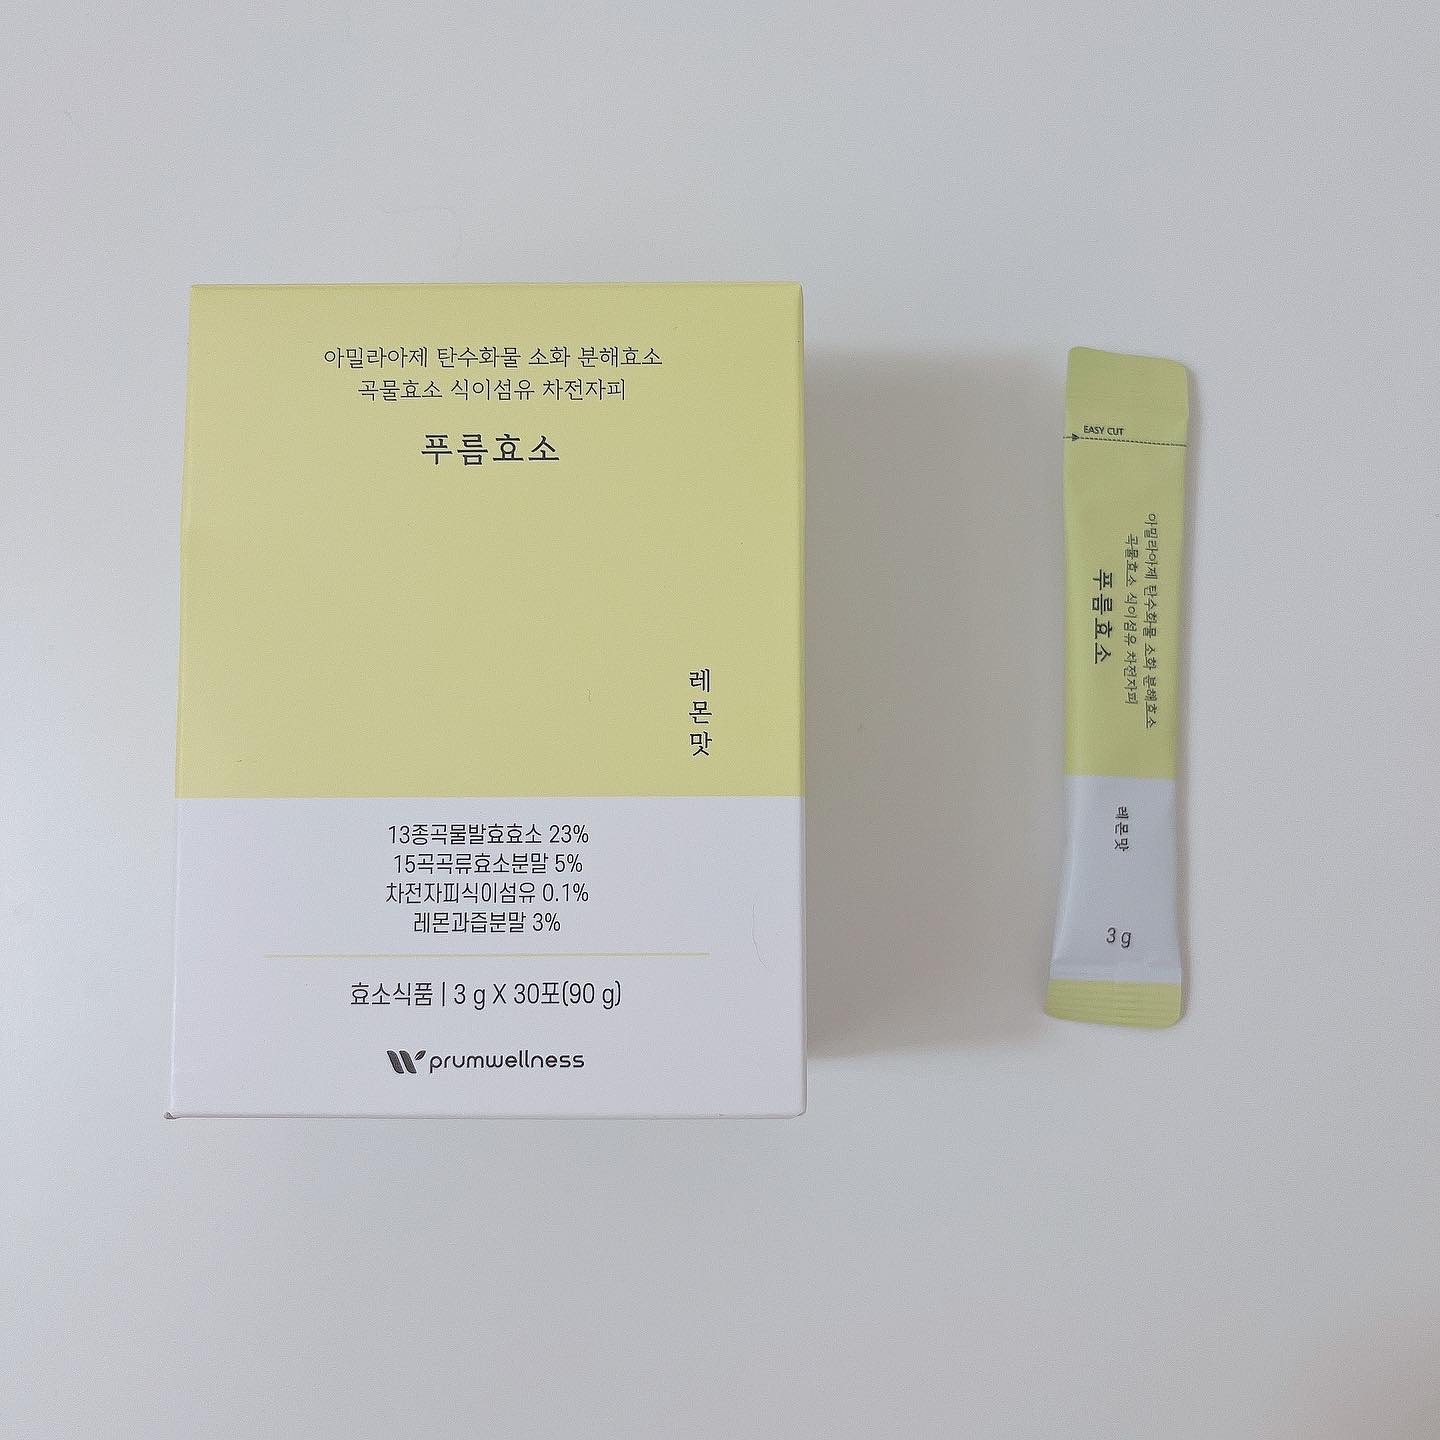 아밀라아제 탄수화물 소화 분해효소
곡물효소 식이섬유 차전자피
푸름효소
레몬맛
13종곡물발효효소 23%
15곡곡류효소분말 5%
차전자피식이섬유 0.1%
레몬과즙분말 3%
효소식품 | 3 g X 30포(90 g)
prumwellness
EASY CUT
아밀라아제 탄수화물 소화 분해효소
곡물효소 식이섬유 차전자피
푸름효소
레몬맛
3 g